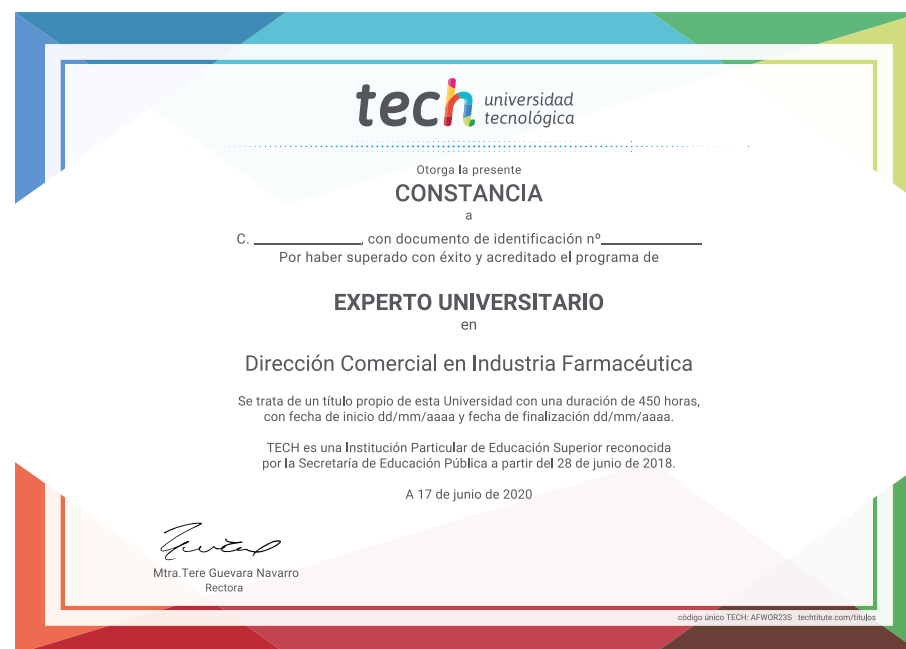 tech universidad
tecnológica
Otorga la presente
CONSTANCIA
a
C. ______________, con documento de identificación nº_____________
Por haber superado con éxito y acreditado el programa de
EXPERTO UNIVERSITARIO
en
Dirección Comercial en Industria Farmacéutica
Se trata de un título propio de esta Universidad con una duración de 450 horas,
con fecha de inicio dd/mm/aaaa y fecha de finalización dd/mm/aaaa.
TECH es una Institución Particular de Educación Superior reconocida
por la Secretaría de Educación Pública a partir del 28 de junio de 2018.
A 17 de junio de 2020
Mtra.Tere Guevara Navarro
Rectora
código único TECH: AFWOR23S techtitute.com/titulos